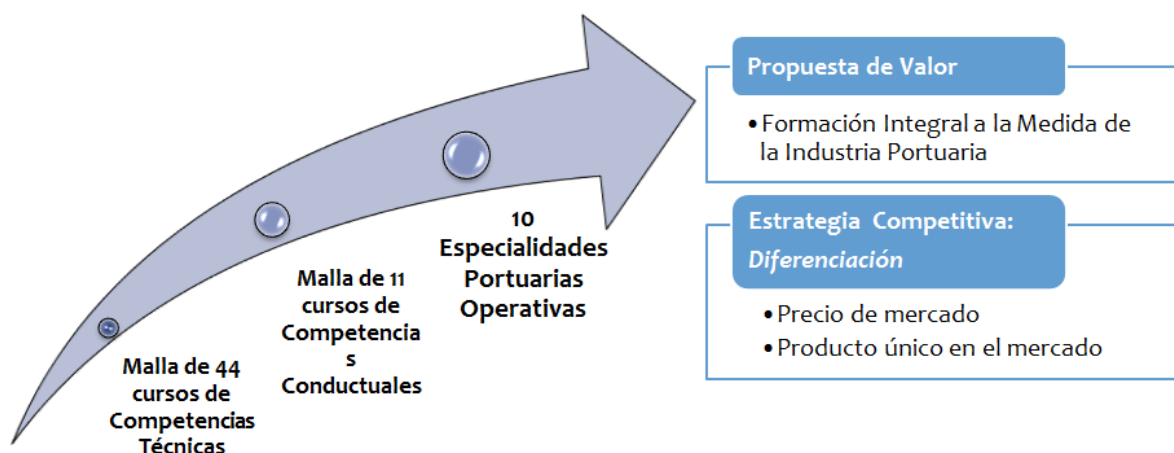 Malla de 44
cursos de
Competencias
Técnicas
Malla de 11
cursos de
Competencia
s
Conductuales
10
Especialidades
Portuarias
Operativas
Propuesta de Valor
•Formación Integral a la Medida de
la Industria Portuaria
Estrategia Competitiva:
Diferenciación
•Precio de mercado
•Producto único en el mercado